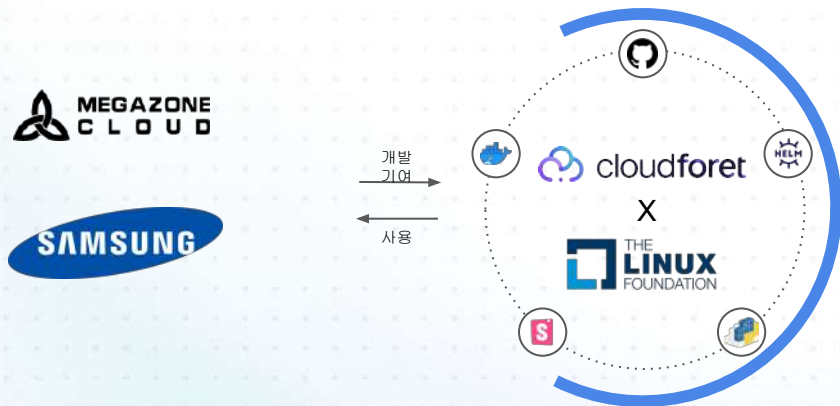 MEGAZONE
CLOUD
SAMSUNG
개발
기여
사용
cloudforet
X
THE
LINUX
FOUNDATION
HELM
S